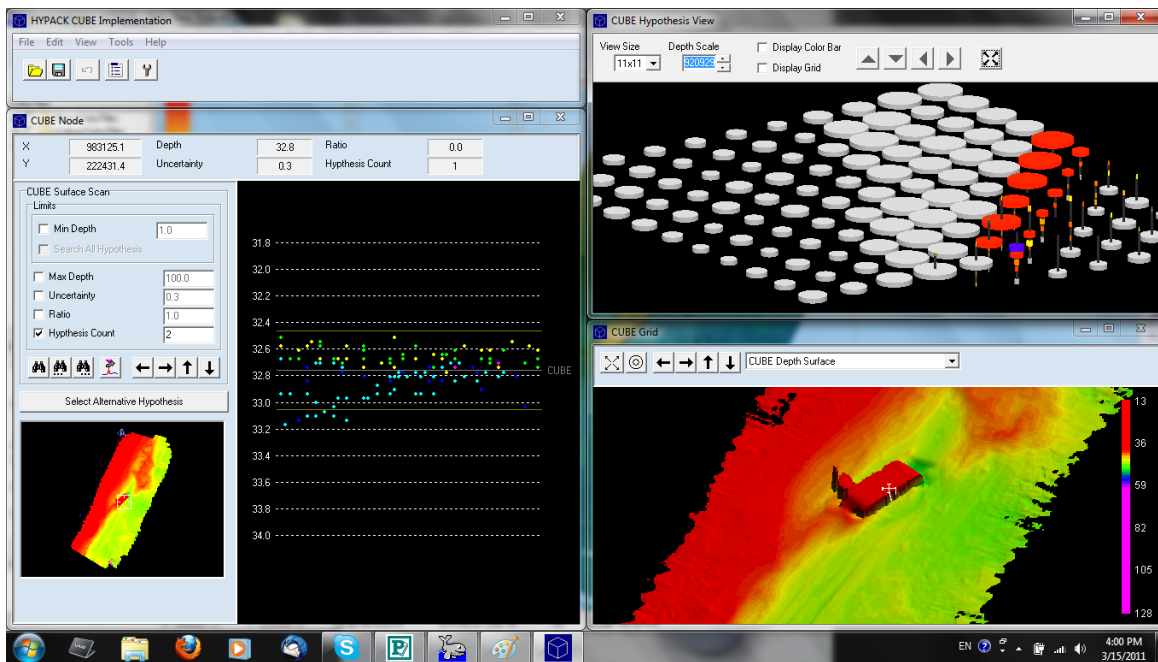 HYPACK CUBE Implementation
File Edit View Tools Help
CUBE Node
X 983125.1 Depth 32.8 Ratio 0.0
Y 222431.4 Uncertainty 0.3 Hypthesis Count 1
CUBE Surface Scan
Limits
Min Depth 1.0
Search All Hypothesis
Max Depth 100.0
Uncertainty 0.3
Ratio 1.0
Hypthesis Count 2
Select Alternative Hypothesis
31.8
32.0
32.2
32.4
32.6
32.8 CUBE
33.0
33.2
33.4
33.6
33.8
34.0
CUBE Hypothesis View
View Size Depth Scale Display Color Bar
11x11 920929 Display Grid
CUBE Grid
CUBE Depth Surface
13
36
59
82
105
128
EN 4:00 PM
3/15/2011